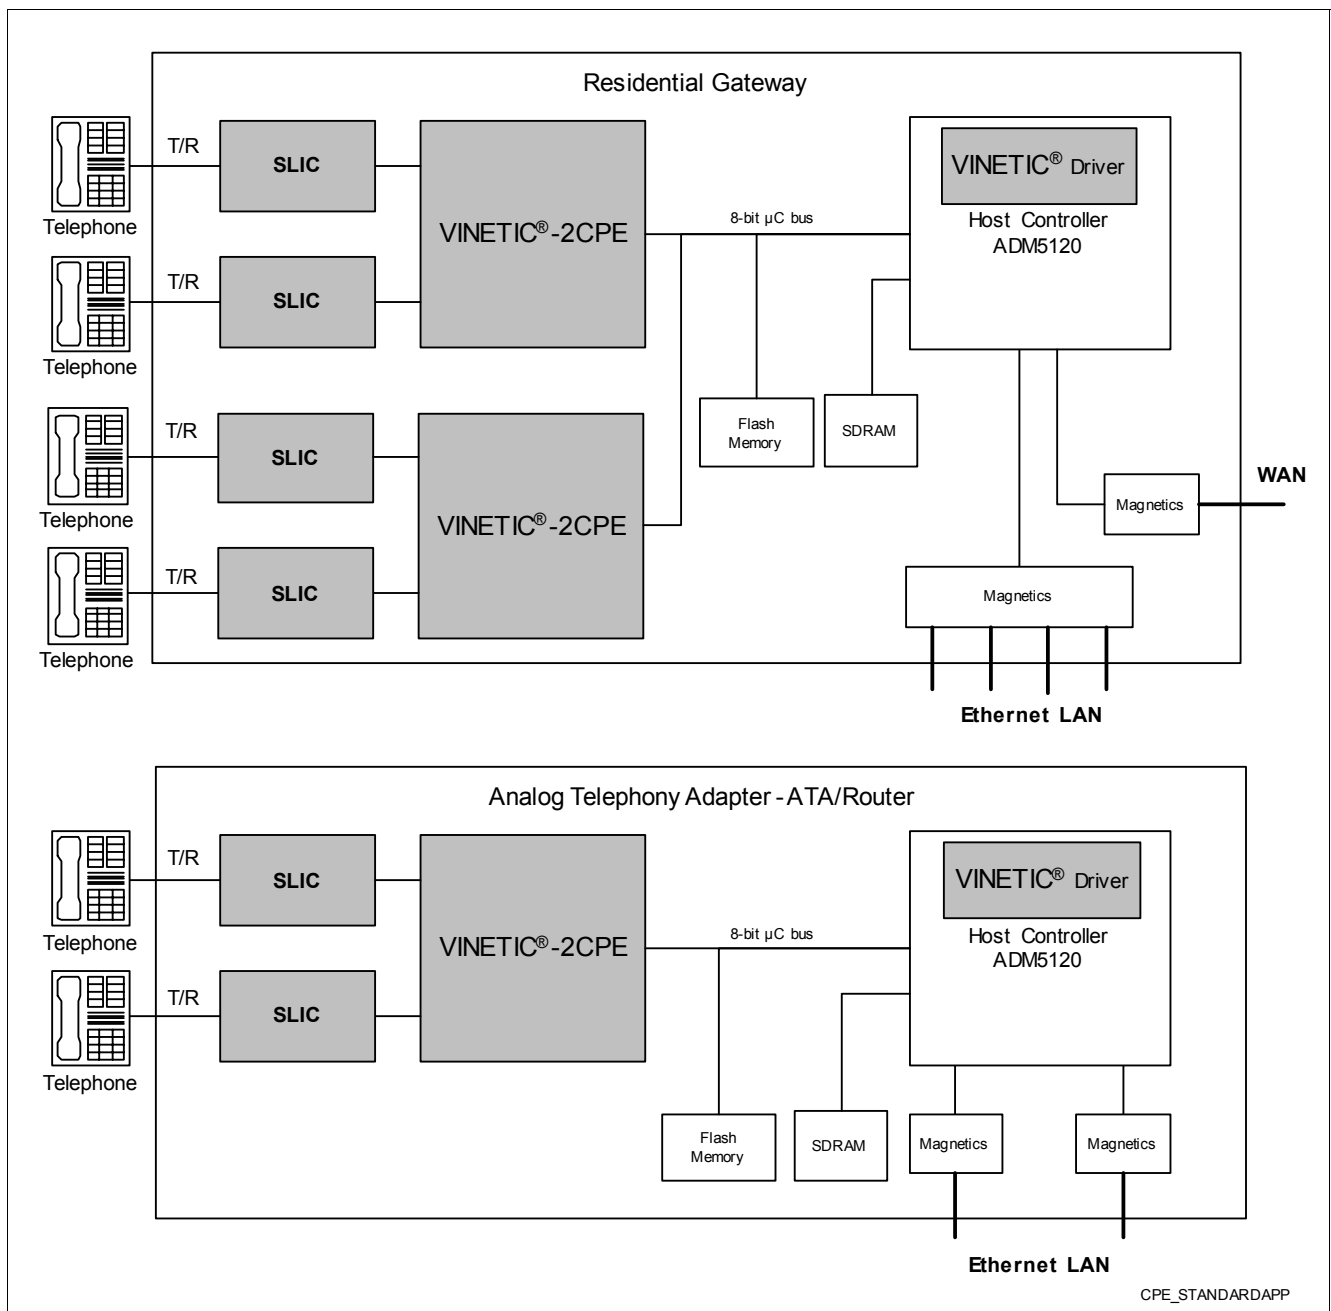 Residential Gateway
T/R
SLIC
Telephone
T/R
SLIC
Telephone
VINETIC®-2CPE
T/R
SLIC
Telephone
T/R
SLIC
Telephone
VINETIC®-2CPE
8-bit µC bus
VINETIC® Driver
Host Controller
ADM5120
Flash
Memory
SDRAM
WAN
Magnetics
Magnetics
Ethernet LAN
Analog Telephony Adapter - ATA/Router
T/R
SLIC
Telephone
T/R
SLIC
Telephone
VINETIC®-2CPE
8-bit µC bus
VINETIC® Driver
Host Controller
ADM5120
Flash
Memory
SDRAM
Magnetics
Magnetics
Ethernet LAN
CPE_STANDARDAPP